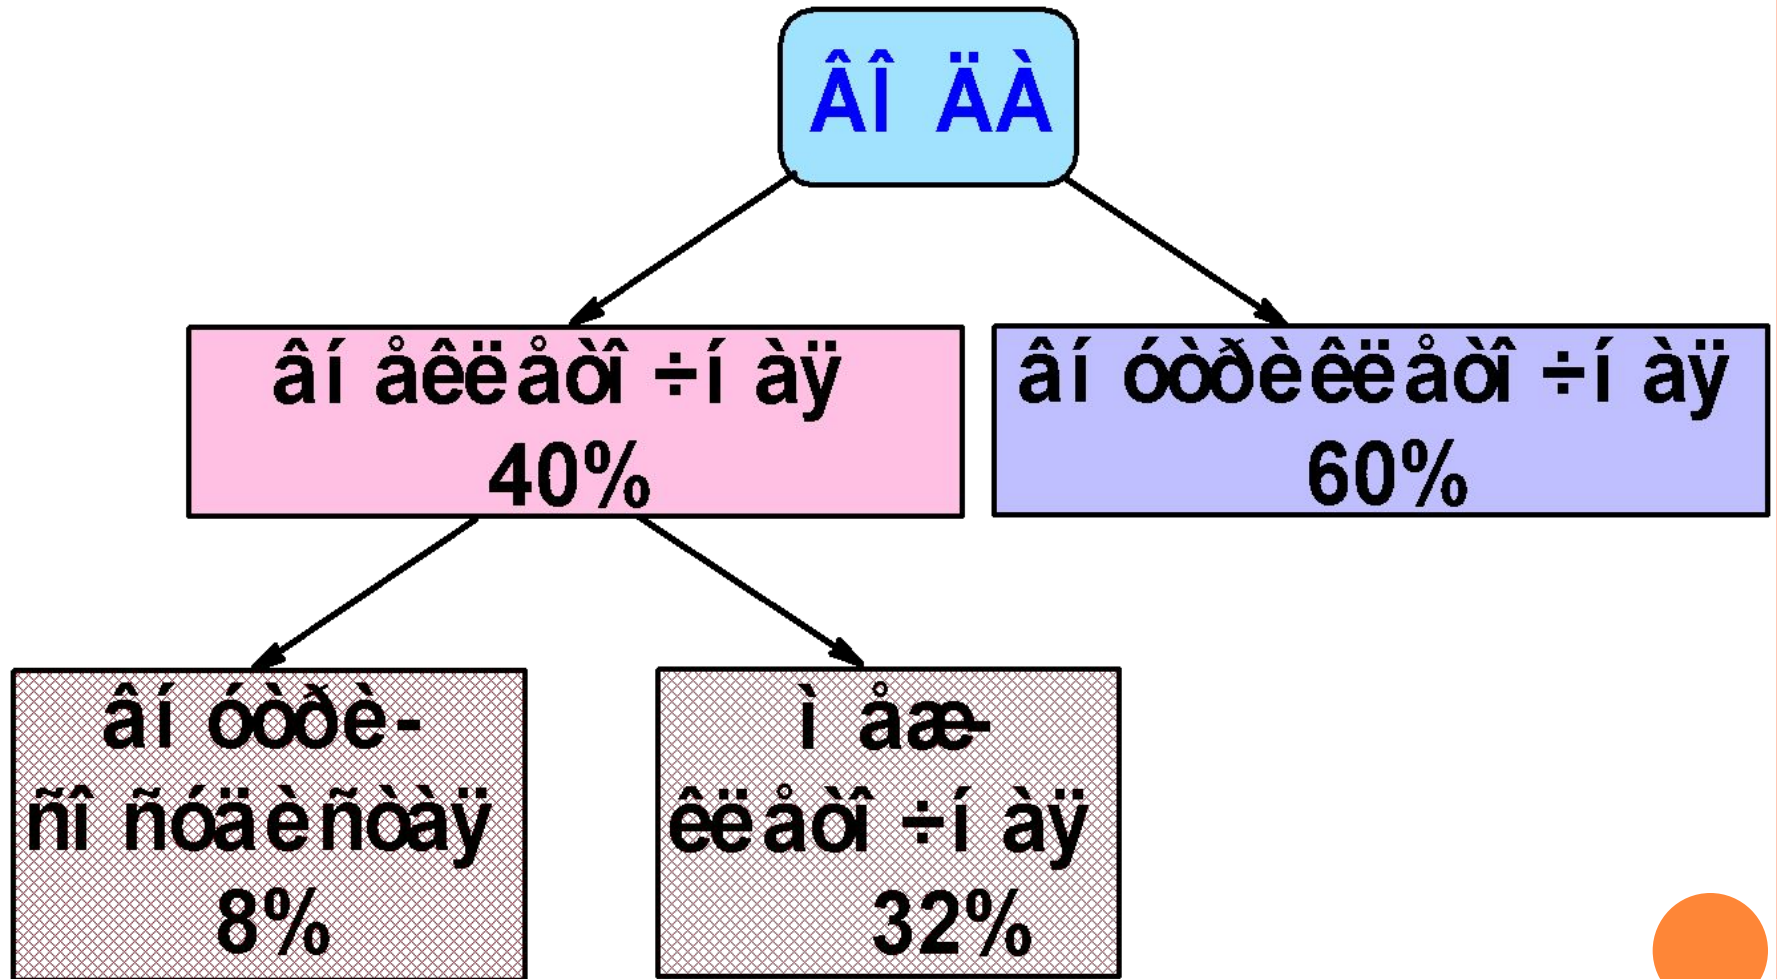 ÂÎ ÄÀ
âí åêëåòî ÷í àÿ
40%
âí óòðèêëåòî ÷í àÿ
60%
âí óòðè-
ñî ñóäèñòàÿ
8%
ì åæ-
êëåòî ÷í àÿ
32%